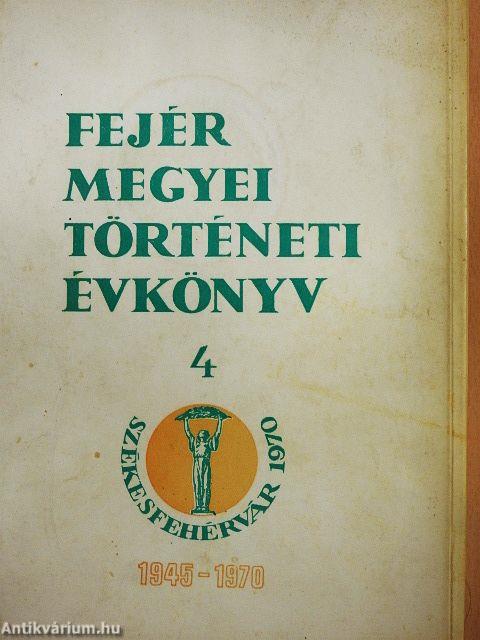 FEJÉR
MEGYEI
TÖRTÉNETI
ÉVKÖNYV
4
SZÉKESFEHÉRVÁR 1970
1945-1970
Antikvárium.hu